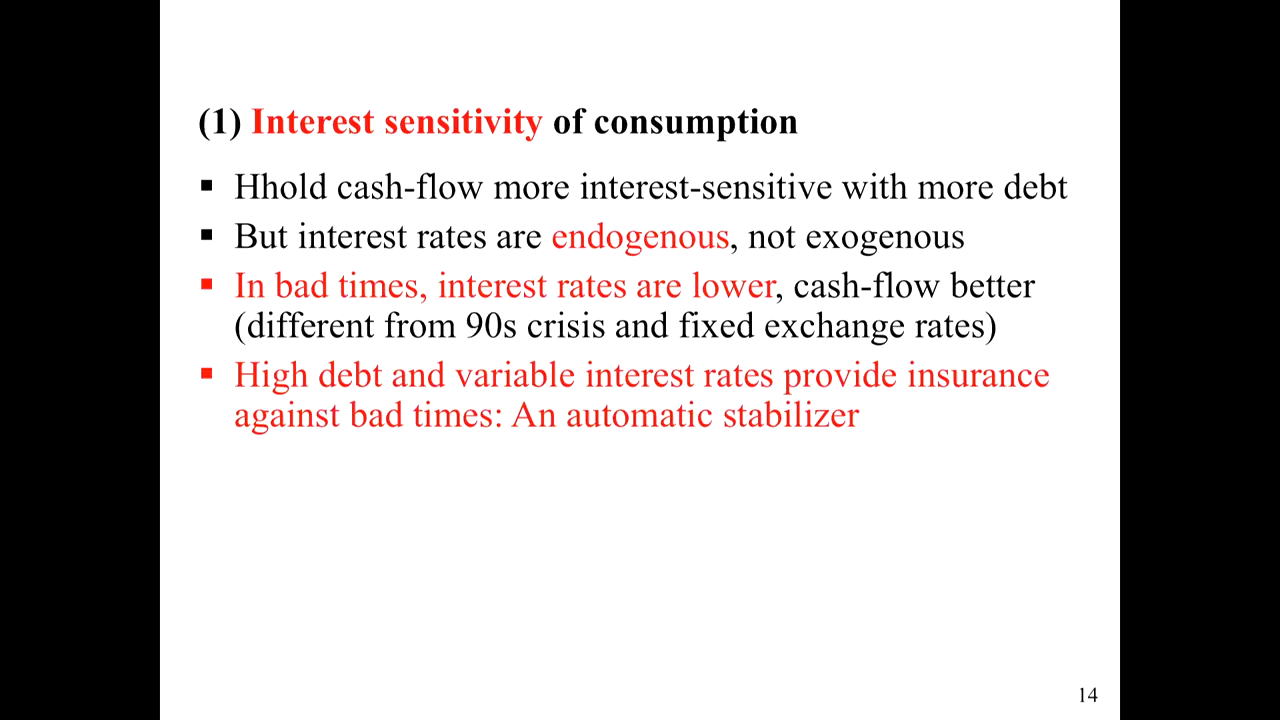 (1) Interest sensitivity of consumption
▪ Hhold cash-flow more interest-sensitive with more debt
▪ But interest rates are endogenous, not exogenous
▪ In bad times, interest rates are lower, cash-flow better
(different from 90s crisis and fixed exchange rates)
▪ High debt and variable interest rates provide insurance
against bad times: An automatic stabilizer
14